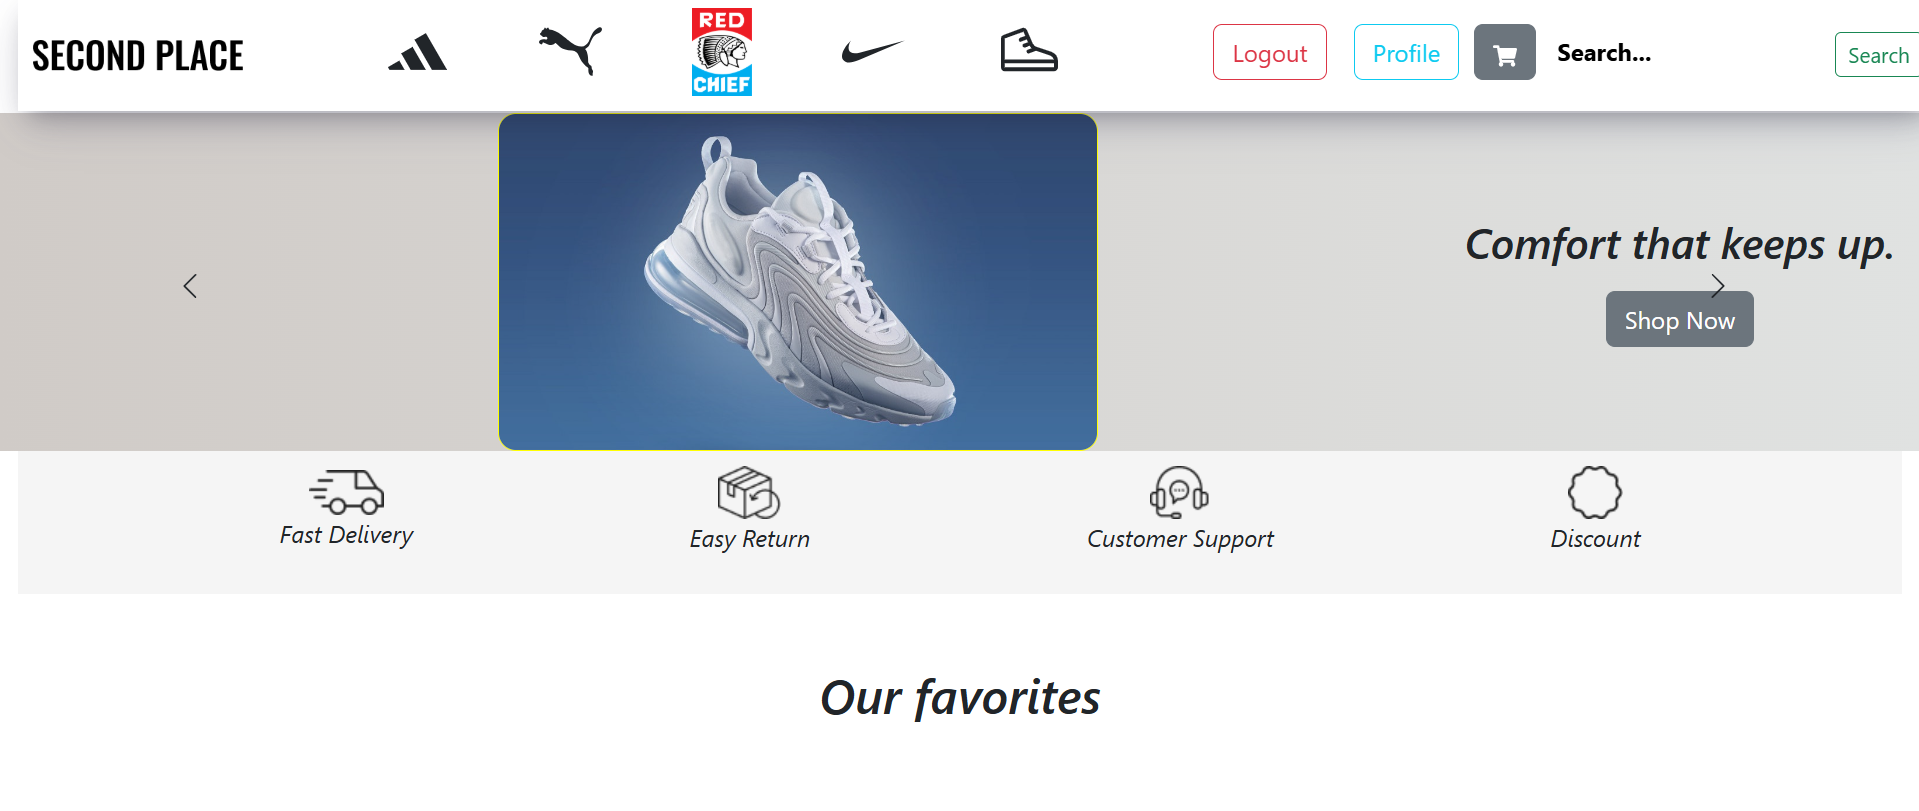 SECOND PLACE
RED
CHIEF
Logout
Profile
Search...
Search
Comfort that keeps up.
Shop Now
Fast Delivery
Easy Return
Customer Support
Discount
Our favorites